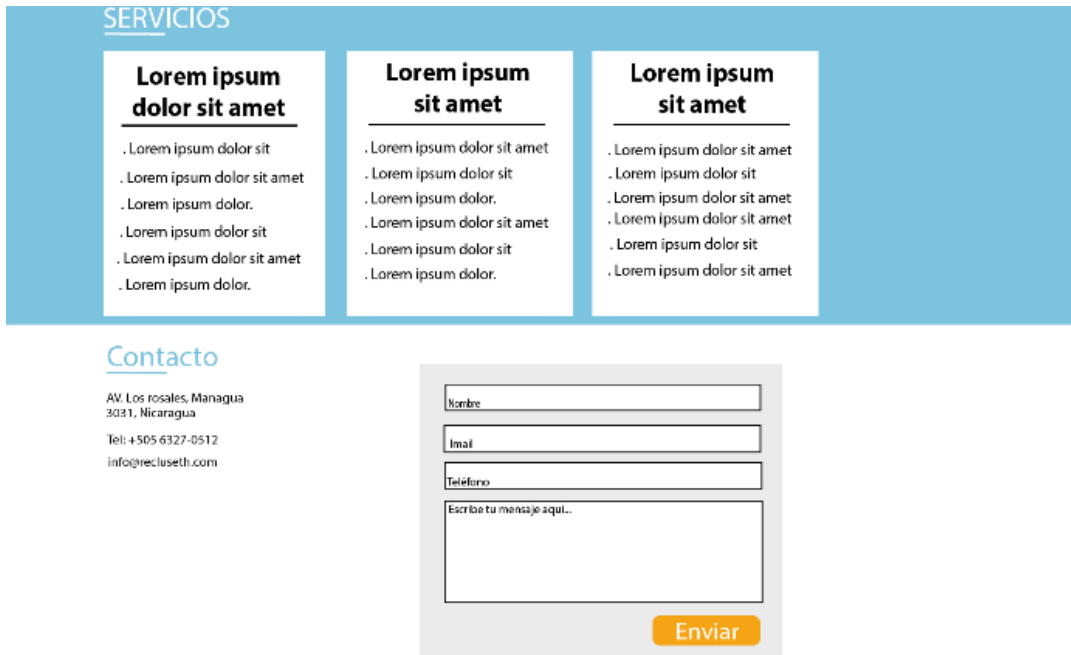 SERVICIOS
Lorem ipsum
dolor sit amet
. Lorem ipsum dolor sit
. Lorem ipsum dolor sit amet
. Lorem ipsum dolor.
. Lorem ipsum dolor sit
. Lorem ipsum dolor sit amet
. Lorem ipsum dolor.
Lorem ipsum
sit amet
. Lorem ipsum dolor sit amet
. Lorem ipsum dolor sit
. Lorem ipsum dolor.
. Lorem ipsum dolor sit amet
. Lorem ipsum dolor sit
. Lorem ipsum dolor.
Lorem ipsum
sit amet
. Lorem ipsum dolor sit amet
. Lorem ipsum dolor sit
. Lorem ipsum dolor sit amet
. Lorem ipsum dolor sit amet
. Lorem ipsum dolor sit
. Lorem ipsum dolor sit amet
Contacto
AV. Los rosales, Managua
3031, Nicaragua
Tel: +505 6327-0512
info@recluseth.com
Nombre
Imail
Teléfono
Escribe tu mensaje aqui...
Enviar